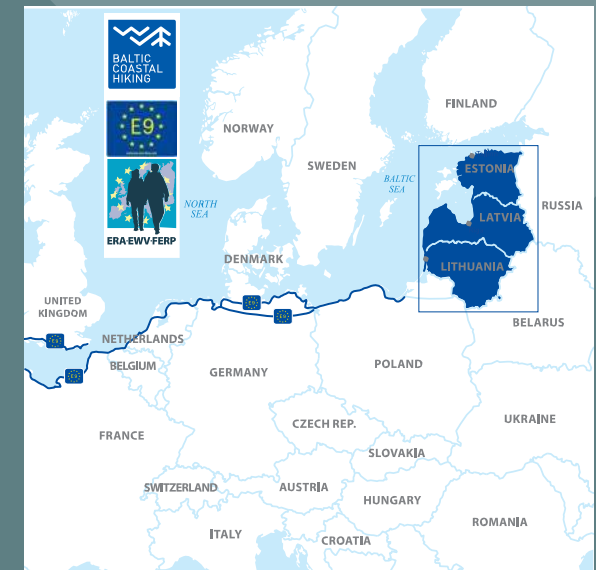 BALTIC
COASTAL
HIKING
E9
ERA-EWV-FERP
FINLAND
NORWAY
SWEDEN
ESTONIA
BALTIC
SEA
NORTH
SEA
RUSSIA
LATVIA
DENMARK
LITHUANIA
UNITED
KINGDOM
BELARUS
NETHERLANDS
BELGIUM
GERMANY
POLAND
CZECH REP.
UKRAINE
FRANCE
SLOVAKIA
SWITZERLAND
AUSTRIA
HUNGARY
ROMANIA
ITALY
CROATIA